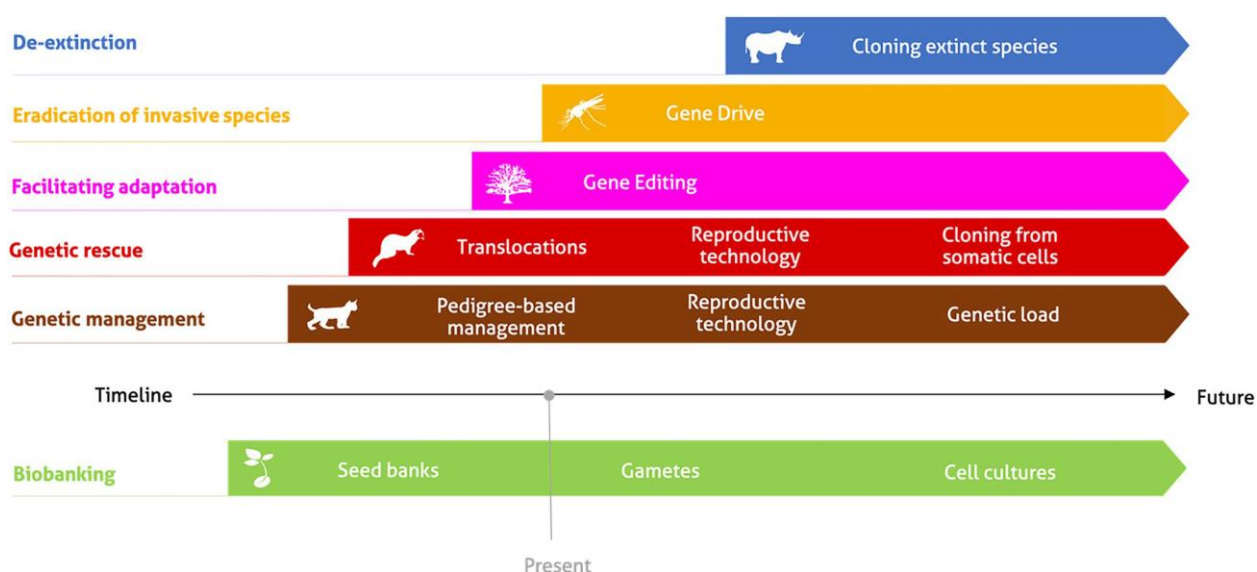 De-extinction
Cloning extinct species
Eradication of invasive species
Gene Drive
Facilitating adaptation
Gene Editing
Genetic rescue
Translocations
Reproductive
technology
Cloning from
somatic cells
Genetic management
Pedigree-based
management
Reproductive
technology
Genetic load
Timeline
Future
Biobanking
Seed banks
Gametes
Cell cultures
Present